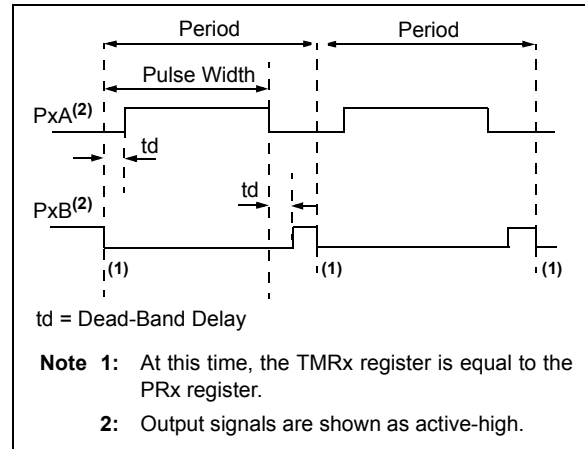 Period Period
Pulse Width
PxA(2)
td
td
PxB(2)
(1) (1) (1)
td = Dead-Band Delay
Note 1: At this time, the TMRx register is equal to the
PRx register.
2: Output signals are shown as active-high.